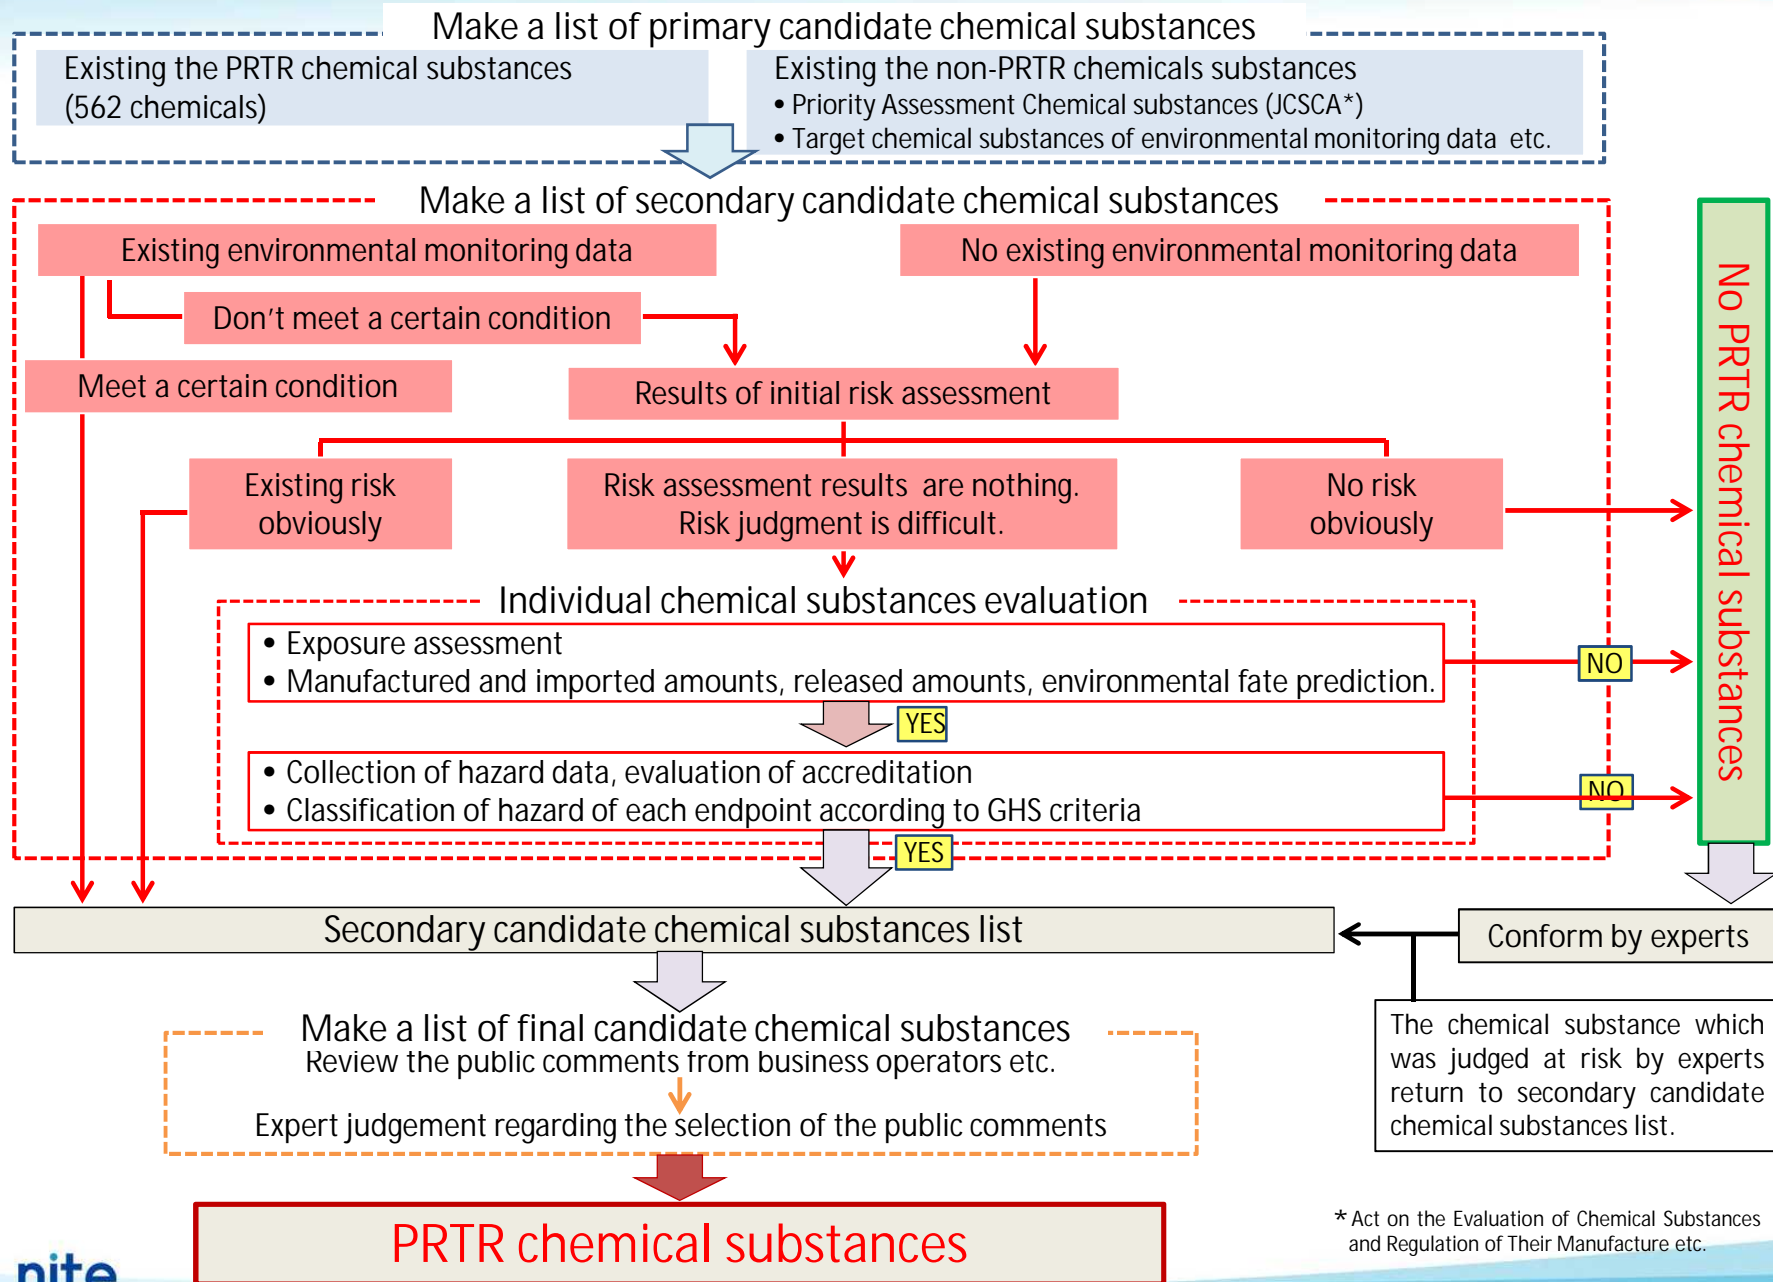 Make a list of primary candidate chemical substances
Existing the PRTR chemical substances
(562 chemicals)
Existing the non-PRTR chemicals substances
• Priority Assessment Chemical substances (JCSCA*)
• Target chemical substances of environmental monitoring data etc.
Make a list of secondary candidate chemical substances
Existing environmental monitoring data
No existing environmental monitoring data
Don't meet a certain condition
Meet a certain condition
Results of initial risk assessment
Existing risk
obviously
Risk assessment results are nothing.
Risk judgment is difficult.
No risk
obviously
No PRTR chemical substances
Individual chemical substances evaluation
• Exposure assessment
• Manufactured and imported amounts, released amounts, environmental fate prediction.
NO
YES
• Collection of hazard data, evaluation of accreditation
• Classification of hazard of each endpoint according to GHS criteria
NO
YES
Secondary candidate chemical substances list
Conform by experts
The chemical substance which
was judged at risk by experts
return to secondary candidate
chemical substances list.
Make a list of final candidate chemical substances
Review the public comments from business operators etc.
Expert judgement regarding the selection of the public comments
PRTR chemical substances
* Act on the Evaluation of Chemical Substances
and Regulation of Their Manufacture etc.
nite